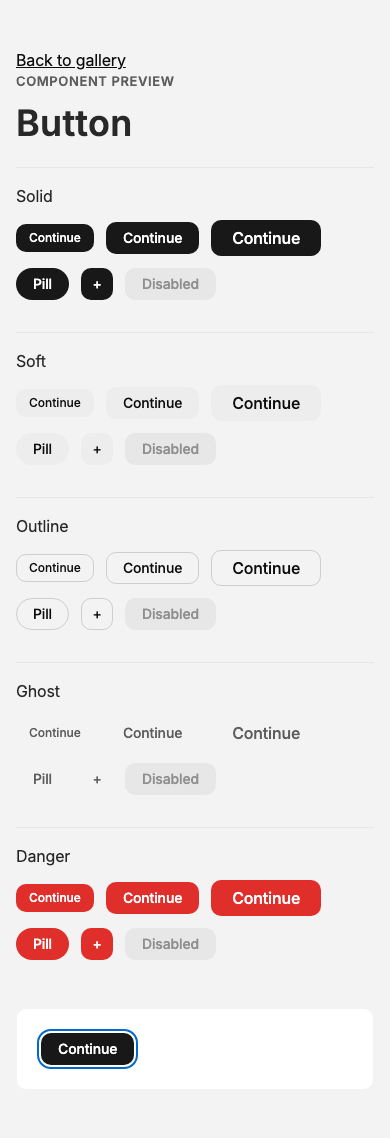 Back to gallery
COMPONENT PREVIEW
Button
Solid
Continue Continue Continue
Pill + Disabled
Soft
Continue Continue Continue
Pill + Disabled
Outline
Continue Continue Continue
Pill + Disabled
Ghost
Continue Continue Continue
Pill + Disabled
Danger
Continue Continue Continue
Pill + Disabled
Continue